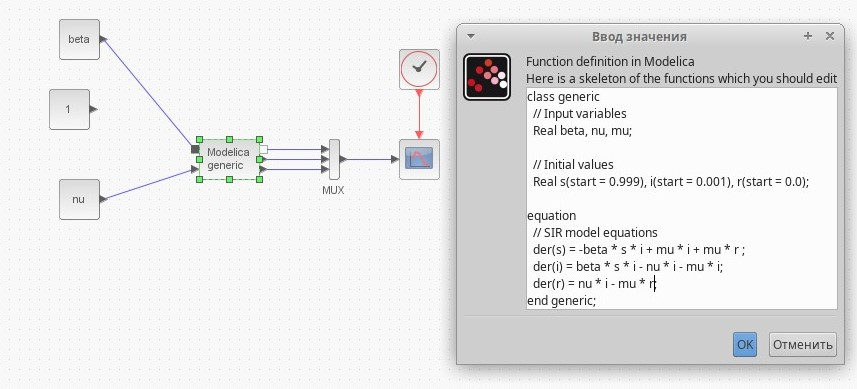 beta
1
nu
Modelica
generic
MUX
Ввод значения
Function definition in Modelica
Here is a skeleton of the functions which you should edit
class generic
// Input variables
Real beta, nu, mu;
// Initial values
Real s(start = 0.999), i(start = 0.001), r(start = 0.0);
equation
// SIR model equations
der(s) = -beta * s * i + mu * i + mu * r ;
der(i) = beta * s * i - nu * i - mu * i;
der(r) = nu * i - mu * r;
end generic;
OK
Отменить